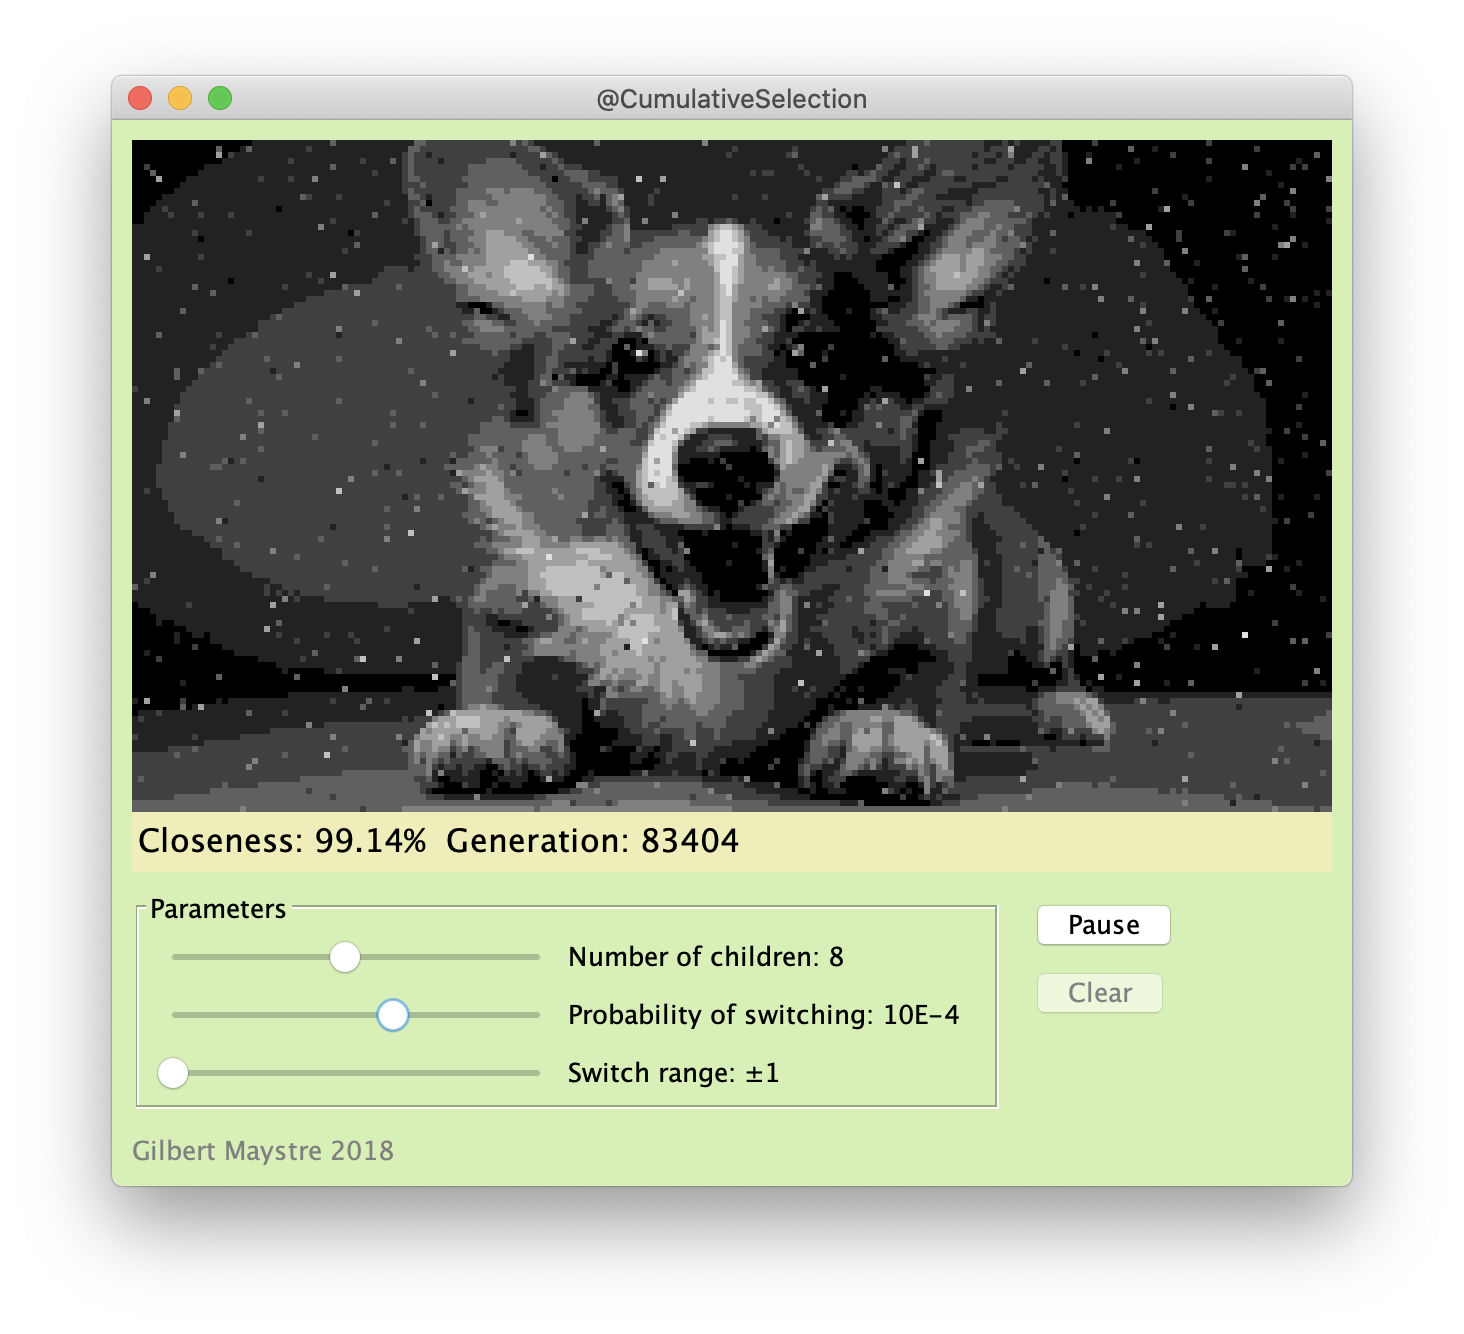 @CumulativeSelection
Closeness: 99.14% Generation: 83404
Parameters
Number of children: 8
Probability of switching: 10E-4
Switch range: ±1
Pause
Clear
Gilbert Maystre 2018